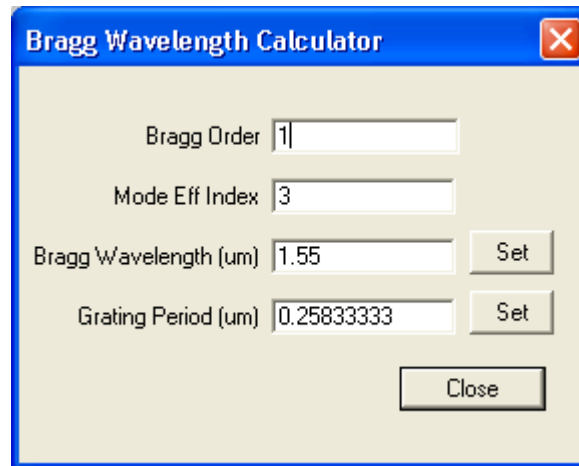 Bragg Wavelength Calculator
Bragg Order 1
Mode Eff Index 3
Bragg Wavelength (um) 1.55 Set
Grating Period (um) 0.25833333 Set
Close